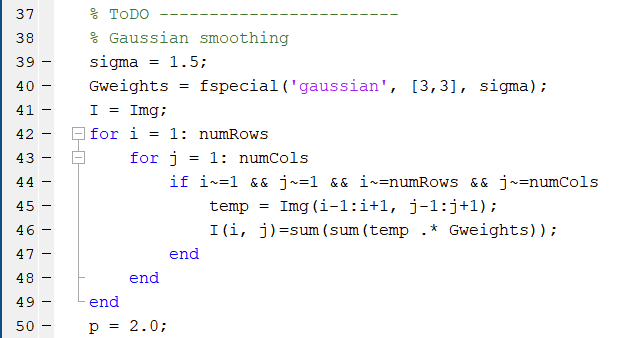 37 % ToDO ------------------------
38 % Gaussian smoothing
39 – sigma = 1.5;
40 – Gweights = fspecial('gaussian', [3,3], sigma);
41 – I = Img;
42 – for i = 1: numRows
43 – for j = 1: numCols
44 – if i~=1 && j~=1 && i~=numRows && j~=numCols
45 – temp = Img(i-1:i+1, j-1:j+1);
46 – I(i, j)=sum(sum(temp .* Gweights));
47 – end
48 – end
49 – end
50 – p = 2.0;